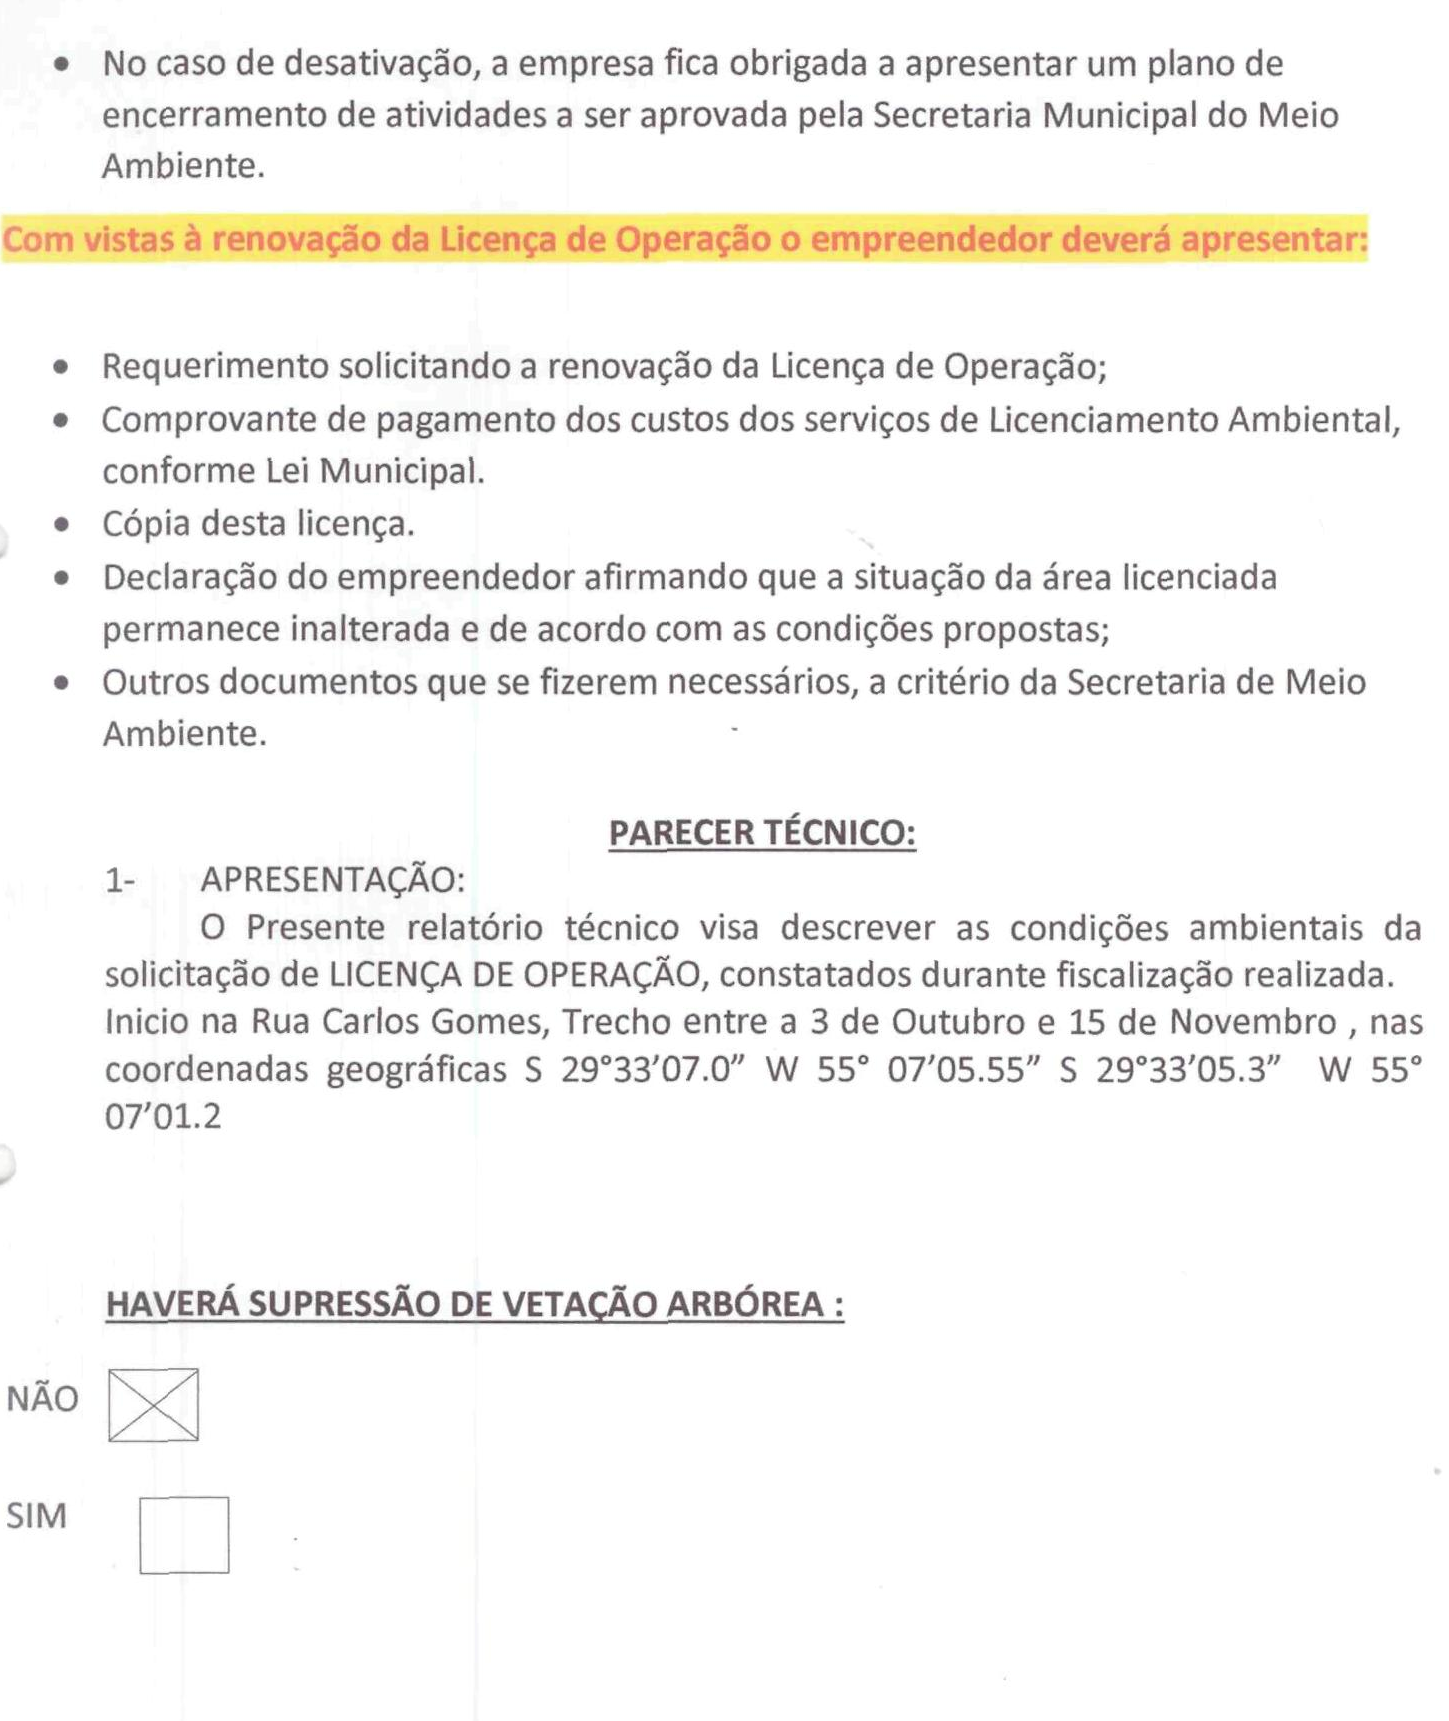 • No caso de desativação, a empresa fica obrigada a apresentar um plano de
encerramento de atividades a ser aprovada pela Secretaria Municipal do Meio
Ambiente.
Com vistas à renovação da Licença de Operação o empreendedor deverá apresentar:
• Requerimento solicitando a renovação da Licença de Operação;
• Comprovante de pagamento dos custos dos serviços de Licenciamento Ambiental,
conforme Lei Municipal.
• Cópia desta licença.
• Declaração do empreendedor afirmando que a situação da área licenciada
permanece inalterada e de acordo com as condições propostas;
• Outros documentos que se fizerem necessários, a critério da Secretaria de Meio
Ambiente.
PARECER TÉCNICO:
1- APRESENTAÇÃO:
O Presente relatório técnico visa descrever as condições ambientais da
solicitação de LICENÇA DE OPERAÇÃO, constatados durante fiscalização realizada.
Inicio na Rua Carlos Gomes, Trecho entre a 3 de Outubro e 15 de Novembro , nas
coordenadas geográficas S 29°33’07.0” W 55° 07’05.55” S 29°33’05.3” W 55°
07’01.2
HAVERÁ SUPRESSÃO DE VETAÇÃO ARBÓREA :
NÃO
SIM